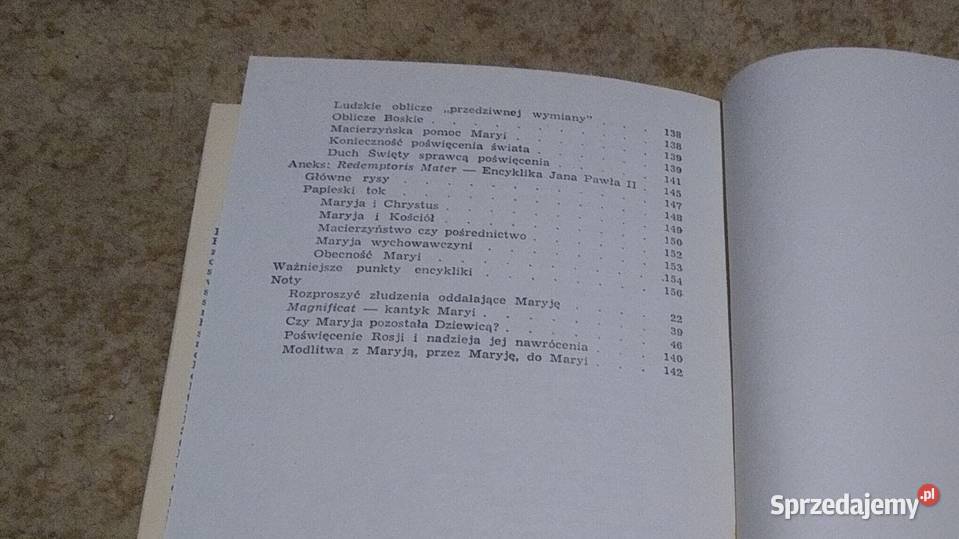 Ludzkie oblicze „przedziwnej wymiany” . . . 138
Oblicze Boskie . . . 138
Macierzyńska pomoc Maryi . . . 139
Konieczność poświęcenia świata . . . 139
Duch Święty sprawcą poświęcenia . . . 141
Aneks: Redemptoris Mater — Encyklika Jana Pawła II . 145
Główne rysy . . . 147
Papieski tok . . . 148
Maryja i Chrystus . . . 149
Maryja i Kościół . . . 150
Macierzyństwo czy pośrednictwo . . . 152
Maryja wychowawczyni . . . 153
Obecność Maryi . . . 154
Ważniejsze punkty encykliki . . . 156
Noty
Rozproszyć złudzenia oddalające Maryję . . . 22
Magnificat — kantyk Maryi . . . 39
Czy Maryja pozostała Dziewicą? . . . 46
Poświęcenie Rosji i nadzieja jej nawrócenia . . . 140
Modlitwa z Maryją, przez Maryję, do Maryi . . . 142
Sprzedajemy.pl